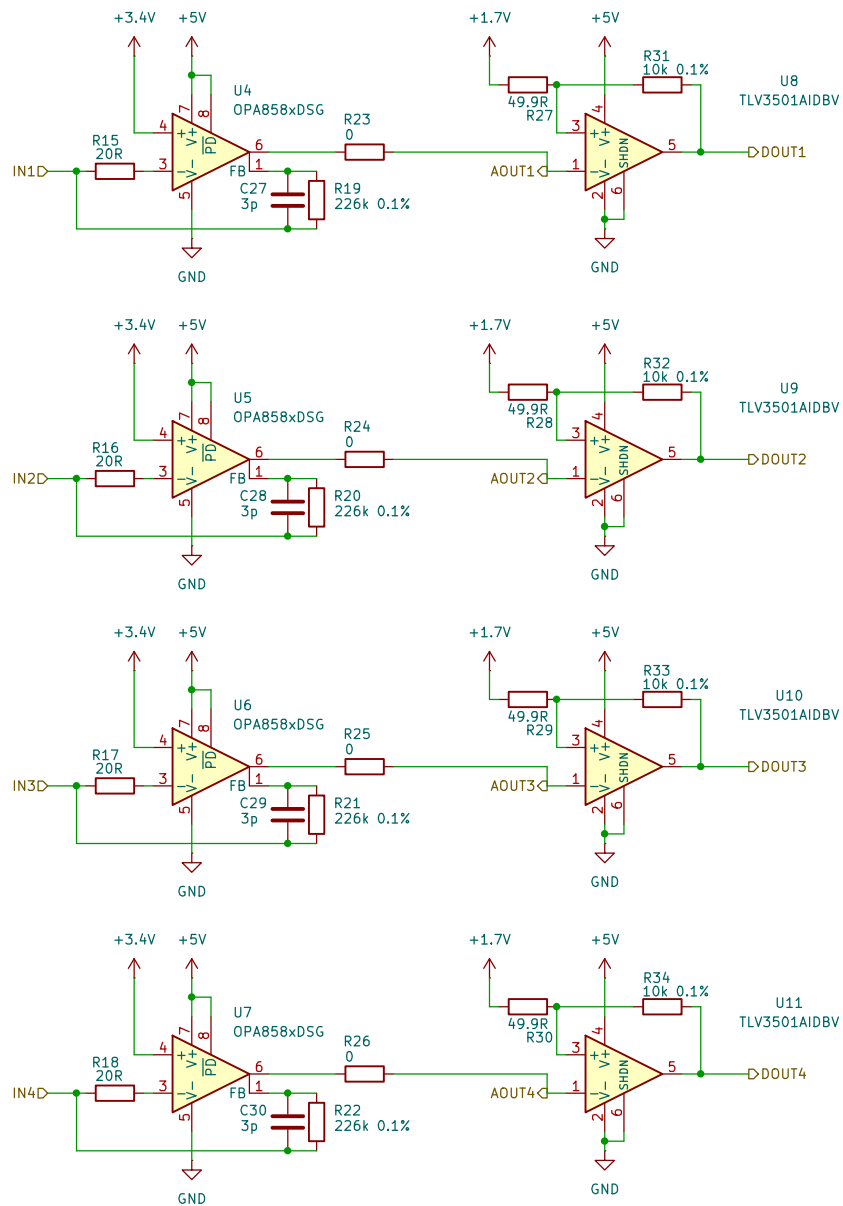 +3.4V
+5V
+1.7V
+5V
U4
OPA858xDSG
R31
10k 0.1%
U8
TLV3501AIDBV
49.9R
R27
R23
0
R15
20R
IN1
4
3
7
8
5
6
1
+
-
V+
V-
PD
FB
C27
3p
R19
226k 0.1%
GND
AOUT1
3
1
4
2
6
5
+
-
V+
V-
SHDN
DOUT1
GND
+3.4V
+5V
+1.7V
+5V
U5
OPA858xDSG
R32
10k 0.1%
U9
TLV3501AIDBV
49.9R
R28
R24
0
R16
20R
IN2
4
3
7
8
5
6
1
+
-
V+
V-
PD
FB
C28
3p
R20
226k 0.1%
GND
AOUT2
3
1
4
2
6
5
+
-
V+
V-
SHDN
DOUT2
GND
+3.4V
+5V
+1.7V
+5V
U6
OPA858xDSG
R33
10k 0.1%
U10
TLV3501AIDBV
49.9R
R29
R25
0
R17
20R
IN3
4
3
7
8
5
6
1
+
-
V+
V-
PD
FB
C29
3p
R21
226k 0.1%
GND
AOUT3
3
1
4
2
6
5
+
-
V+
V-
SHDN
DOUT3
GND
+3.4V
+5V
+1.7V
+5V
U7
OPA858xDSG
R34
10k 0.1%
U11
TLV3501AIDBV
49.9R
R30
R26
0
R18
20R
IN4
4
3
7
8
5
6
1
+
-
V+
V-
PD
FB
C30
3p
R22
226k 0.1%
GND
AOUT4
3
1
4
2
6
5
+
-
V+
V-
SHDN
DOUT4
GND